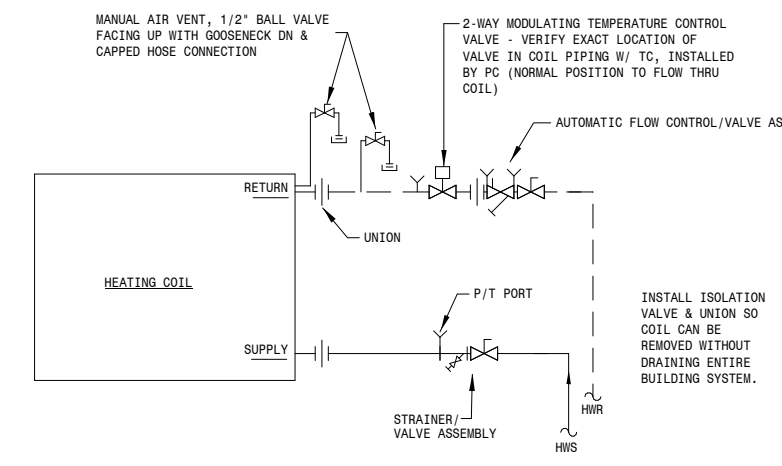 MANUAL AIR VENT, 1/2" BALL VALVE
FACING UP WITH GOOSENECK DN &
CAPPED HOSE CONNECTION
2-WAY MODULATING TEMPERATURE CONTROL
VALVE - VERIFY EXACT LOCATION OF
VALVE IN COIL PIPING W/ TC, INSTALLED
BY PC (NORMAL POSITION TO FLOW THRU
COIL)
AUTOMATIC FLOW CONTROL/VALVE AS
RETURN
UNION
HEATING COIL
P/T PORT
INSTALL ISOLATION
VALVE & UNION SO
COIL CAN BE
REMOVED WITHOUT
DRAINING ENTIRE
BUILDING SYSTEM.
SUPPLY
STRAINER/
VALVE ASSEMBLY
HWR
HWS